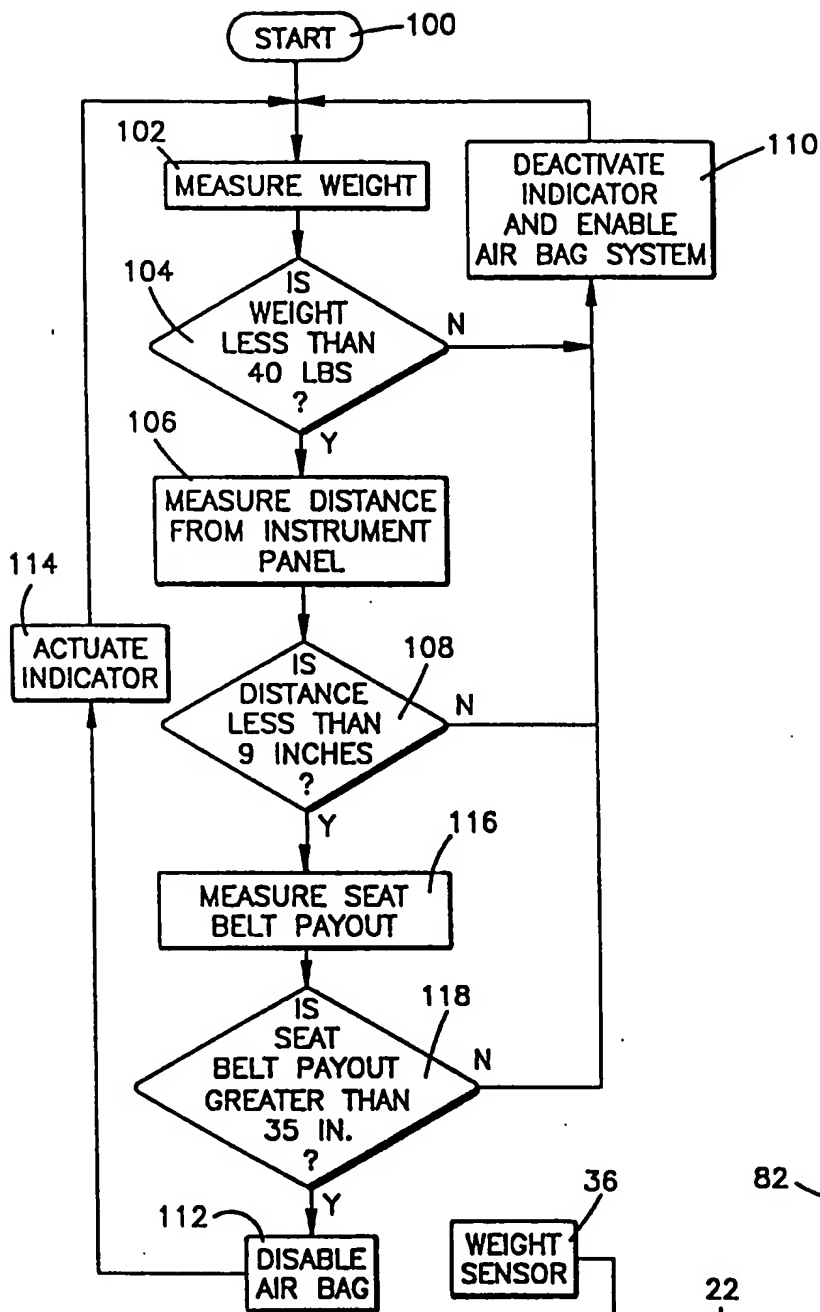 START
100
102
MEASURE WEIGHT
110
DEACTIVATE
INDICATOR
AND ENABLE
AIR BAG SYSTEM
104
IS
WEIGHT
LESS THAN
40 LBS
?
N
Y
106
MEASURE DISTANCE
FROM INSTRUMENT
PANEL
114
ACTUATE
INDICATOR
108
IS
DISTANCE
LESS THAN
9 INCHES
?
N
Y
116
MEASURE SEAT
BELT PAYOUT
118
IS
SEAT
BELT PAYOUT
GREATER THAN
35 IN.
?
N
Y
112
DISABLE
AIR BAG
36
WEIGHT
SENSOR
82
22